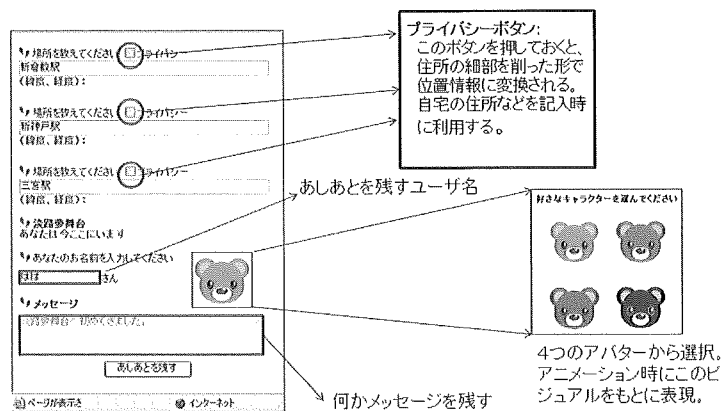 場所を教えてください プライバシー
新倉敷駅
(緯度、経度):
場所を教えてください プライバシー
新神戸駅
(緯度、経度):
場所を教えてください プライバシー
三宮駅
(緯度、経度):
淡路夢舞台
あなたは今ここにいます
あなたのお名前を入力してください
さん
メッセージ
あしあとを残す
ページが表示さ
インターネット
プライバシーボタン:
このボタンを押しておくと、
住所の細部を削った形で
位置情報に変換される。
自宅の住所などを記入時
に利用する。
あしあとを残すユーザ名
何かメッセージを残す
好きなキャラクターを選んでください
4つのアバターから選択。
アニメーション時にこのビ
ジュアルをもとに表現。